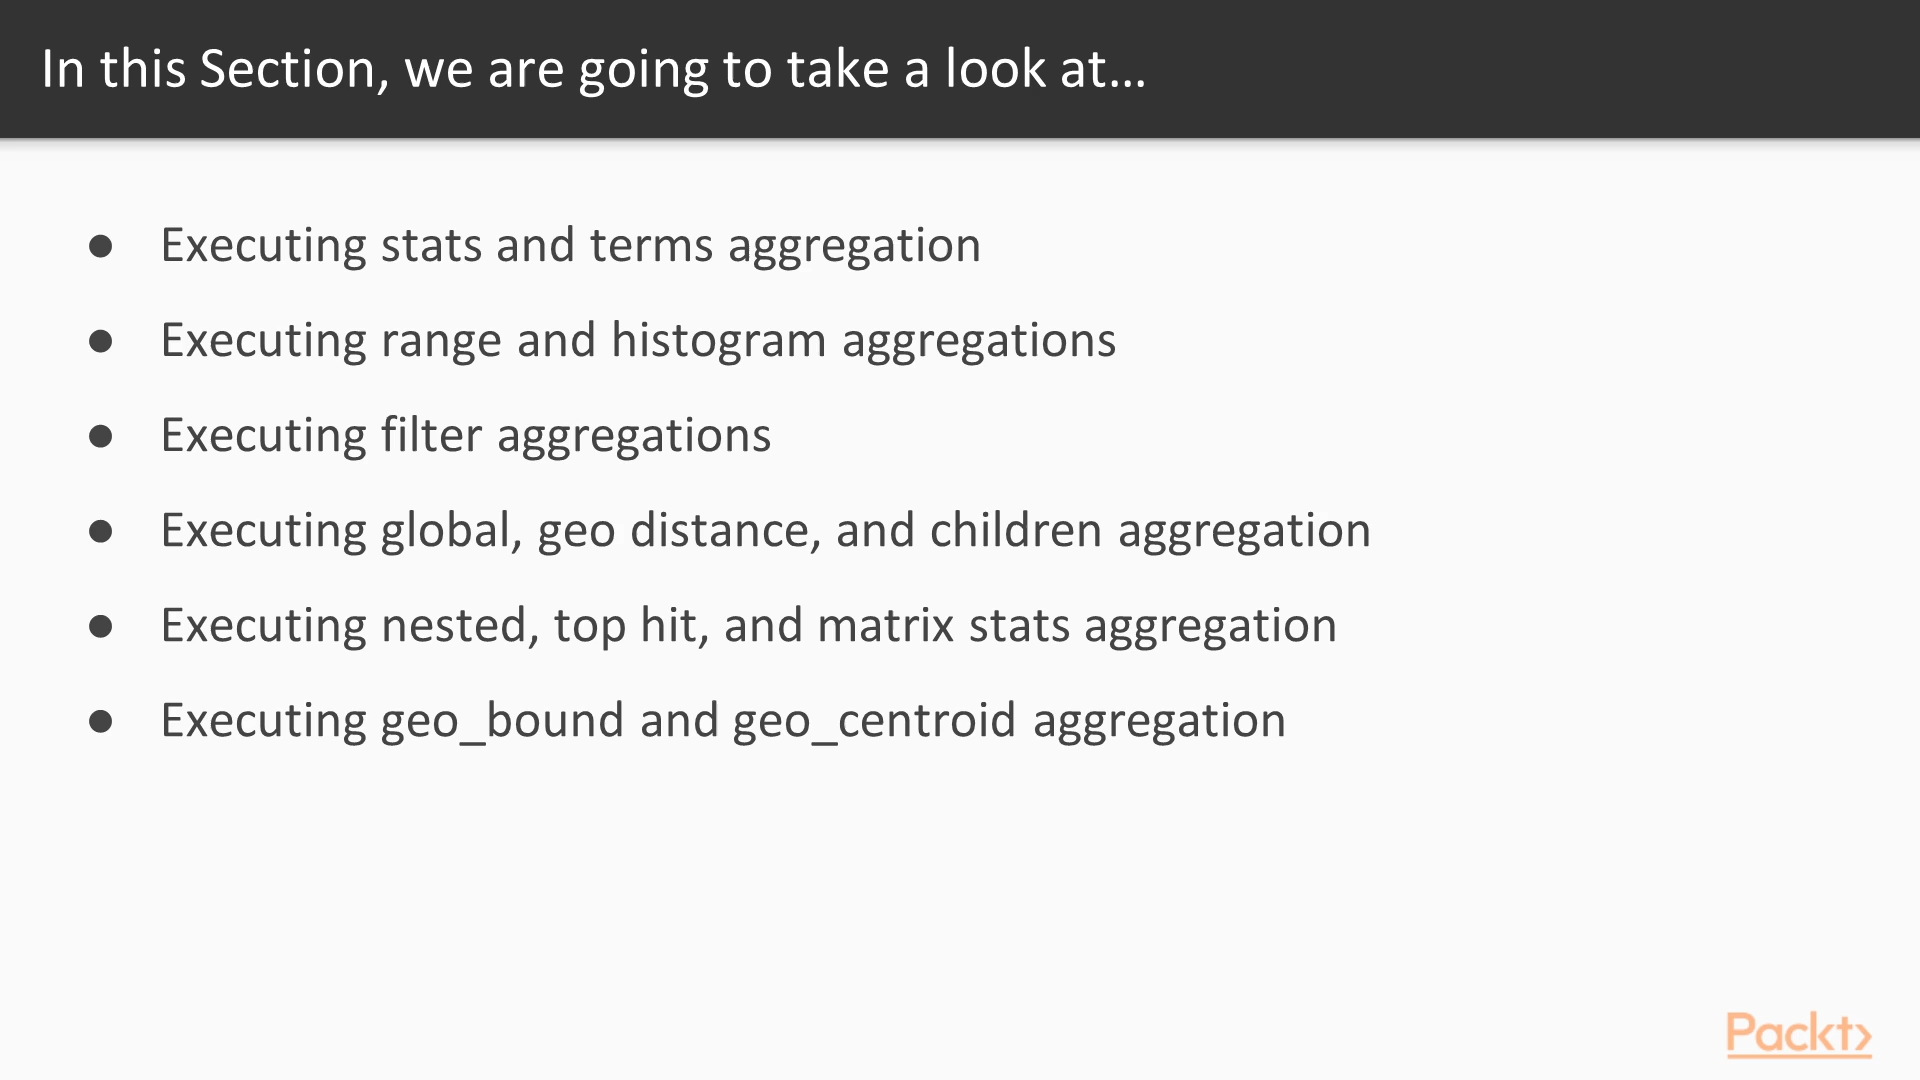 In this Section, we are going to take a look at…
● Executing stats and terms aggregation
● Executing range and histogram aggregations
● Executing filter aggregations
● Executing global, geo distance, and children aggregation
● Executing nested, top hit, and matrix stats aggregation
● Executing geo_bound and geo_centroid aggregation
Packt>